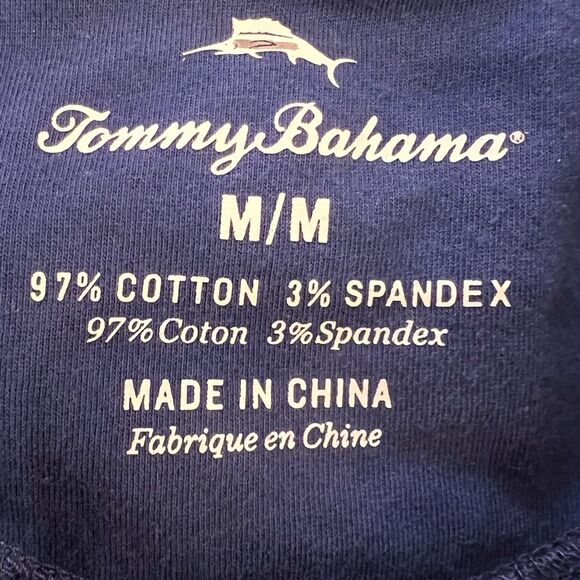 Tommy Bahama®
M/M
97% COTTON 3% SPANDEX
97% Coton 3% Spandex
MADE IN CHINA
Fabrique en Chine